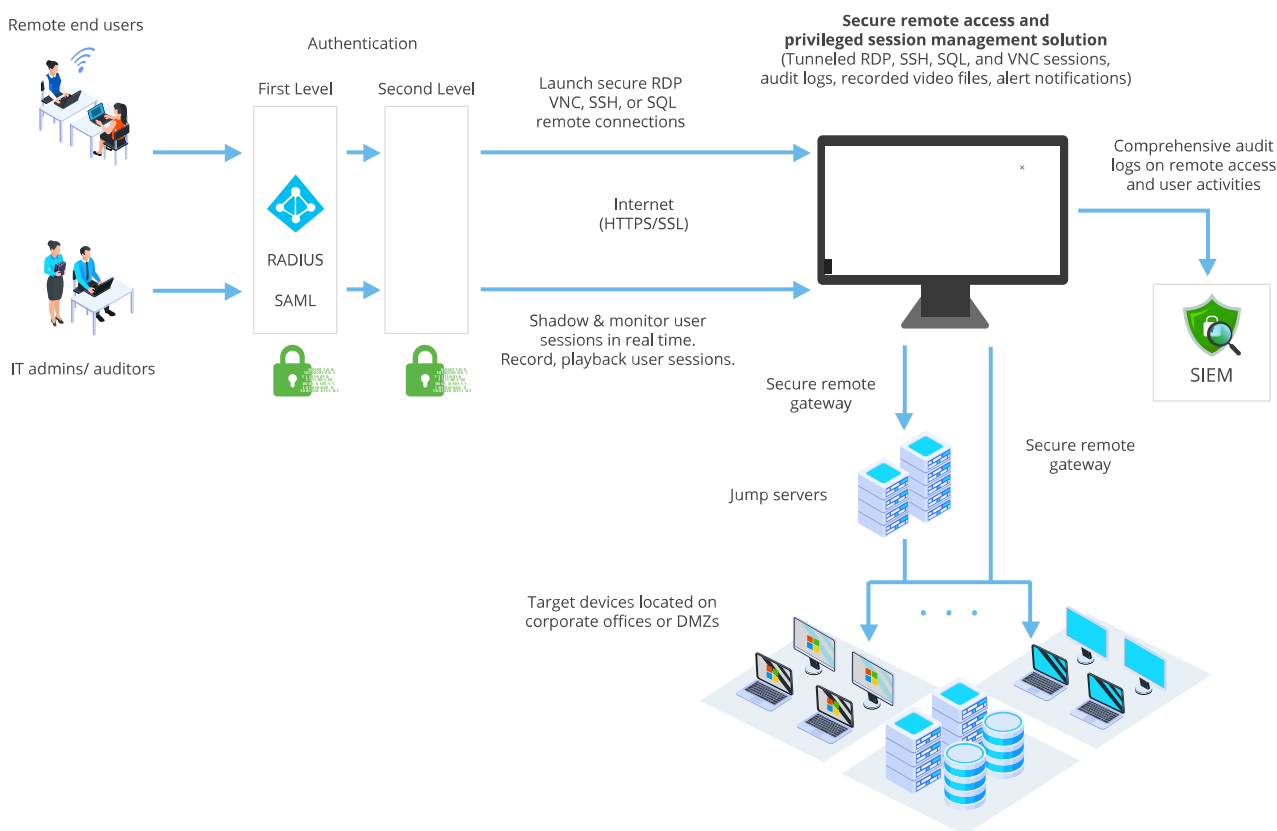 Remote end users
Authentication
First Level
Second Level
RADIUS
SAML
IT admins/ auditors
Launch secure RDP
VNC, SSH, or SQL
remote connections
Internet
(HTTPS/SSL)
Shadow & monitor user
sessions in real time.
Record, playback user sessions.
Secure remote access and
privileged session management solution
(Tunneled RDP, SSH, SQL, and VNC sessions,
audit logs, recorded video files, alert notifications)
Comprehensive audit
logs on remote access
and user activities
SIEM
Secure remote
gateway
Secure remote
gateway
Jump servers
Target devices located on
corporate offices or DMZs